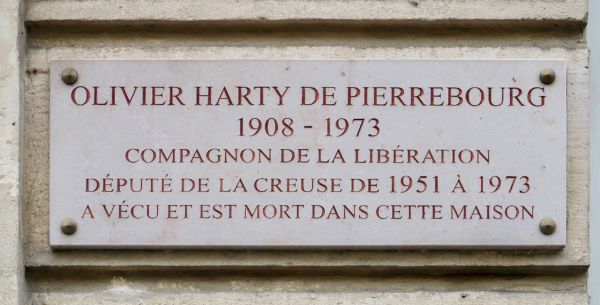 OLIVIER HARTY DE PIERREBOURG
1908 - 1973
COMPAGNON DE LA LIBÉRATION
DÉPUTÉ DE LA CREUSE DE 1951 À 1973
A VÉCU ET EST MORT DANS CETTE MAISON